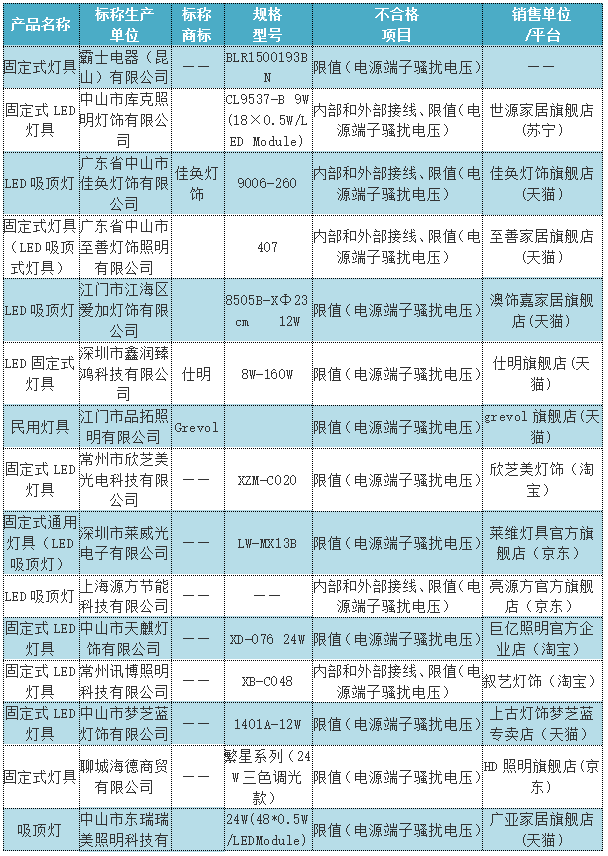 产品名称 标称生产单位 标称商标 规格型号 不合格项目 销售单位/平台
固定式灯具 霸士电器（昆山）有限公司 —— BLR1500193BN 限值（电源端子骚扰电压） ——
固定式 LED 灯具 中山市库克照明灯饰有限公司 CL9537-B 9W(18×0.5W/LED Module) 内部和外部接线、限值（电源端子骚扰电压） 世源家居旗舰店(苏宁)
LED 吸顶灯 广东省中山市佳奂灯饰有限公司 佳奂灯饰 9006-260 内部和外部接线、限值（电源端子骚扰电压） 佳奂灯饰旗舰店(天猫)
固定式灯具（LED 吸顶式灯具） 广东省中山市至善灯饰照明有限公司 407 内部和外部接线、限值（电源端子骚扰电压） 至善家居旗舰店(天猫)
LED 吸顶灯 江门市江海区爱加灯饰有限公司 8505B-XΦ23cm 12W 限值（电源端子骚扰电压） 澳饰嘉家居旗舰店(天猫)
LED 固定式灯具 深圳市鑫润臻鸿科技有限公司 仕明 8W-160W 限值（电源端子骚扰电压） 仕明旗舰店(天猫)
民用灯具 江门市品拓照明有限公司 Grevol 限值（电源端子骚扰电压） grevol 旗舰店(天猫)
固定式 LED 灯具 常州市欣芝美光电科技有限公司 —— XZM-C020 限值（电源端子骚扰电压） 欣芝美灯饰（淘宝）
固定式通用灯具（LED 吸顶灯） 深圳市莱威光电子有限公司 —— LW-MX13B 限值（电源端子骚扰电压） 莱维灯具官方旗舰店（京东）
LED 吸顶灯 上海源方节能科技有限公司 —— —— 内部和外部接线、限值（电源端子骚扰电压） 亮源方官方旗舰店（京东）
固定式 LED 灯具 中山市天麒灯饰有限公司 —— XD-076 24W 限值（电源端子骚扰电压） 巨亿照明官方企业店（淘宝）
固定式 LED 灯具 常州讯博照明科技有限公司 —— XB-C048 内部和外部接线、限值（电源端子骚扰电压） 叙艺灯饰（淘宝）
固定式 LED 灯具 中山市梦芝蓝灯饰有限公司 —— 1401A-12W 限值（电源端子骚扰电压） 上古灯饰梦芝蓝专卖店（天猫）
固定式灯具 聊城海德商贸有限公司 —— 繁星系列（24W 三色调光款） 限值（电源端子骚扰电压） HD 照明旗舰店(京东)
吸顶灯 中山市东瑞瑞美照明科技有 24W(48*0.5W/LEDModule) 限值（电源端子骚扰电压） 广亚家居旗舰店(天猫)